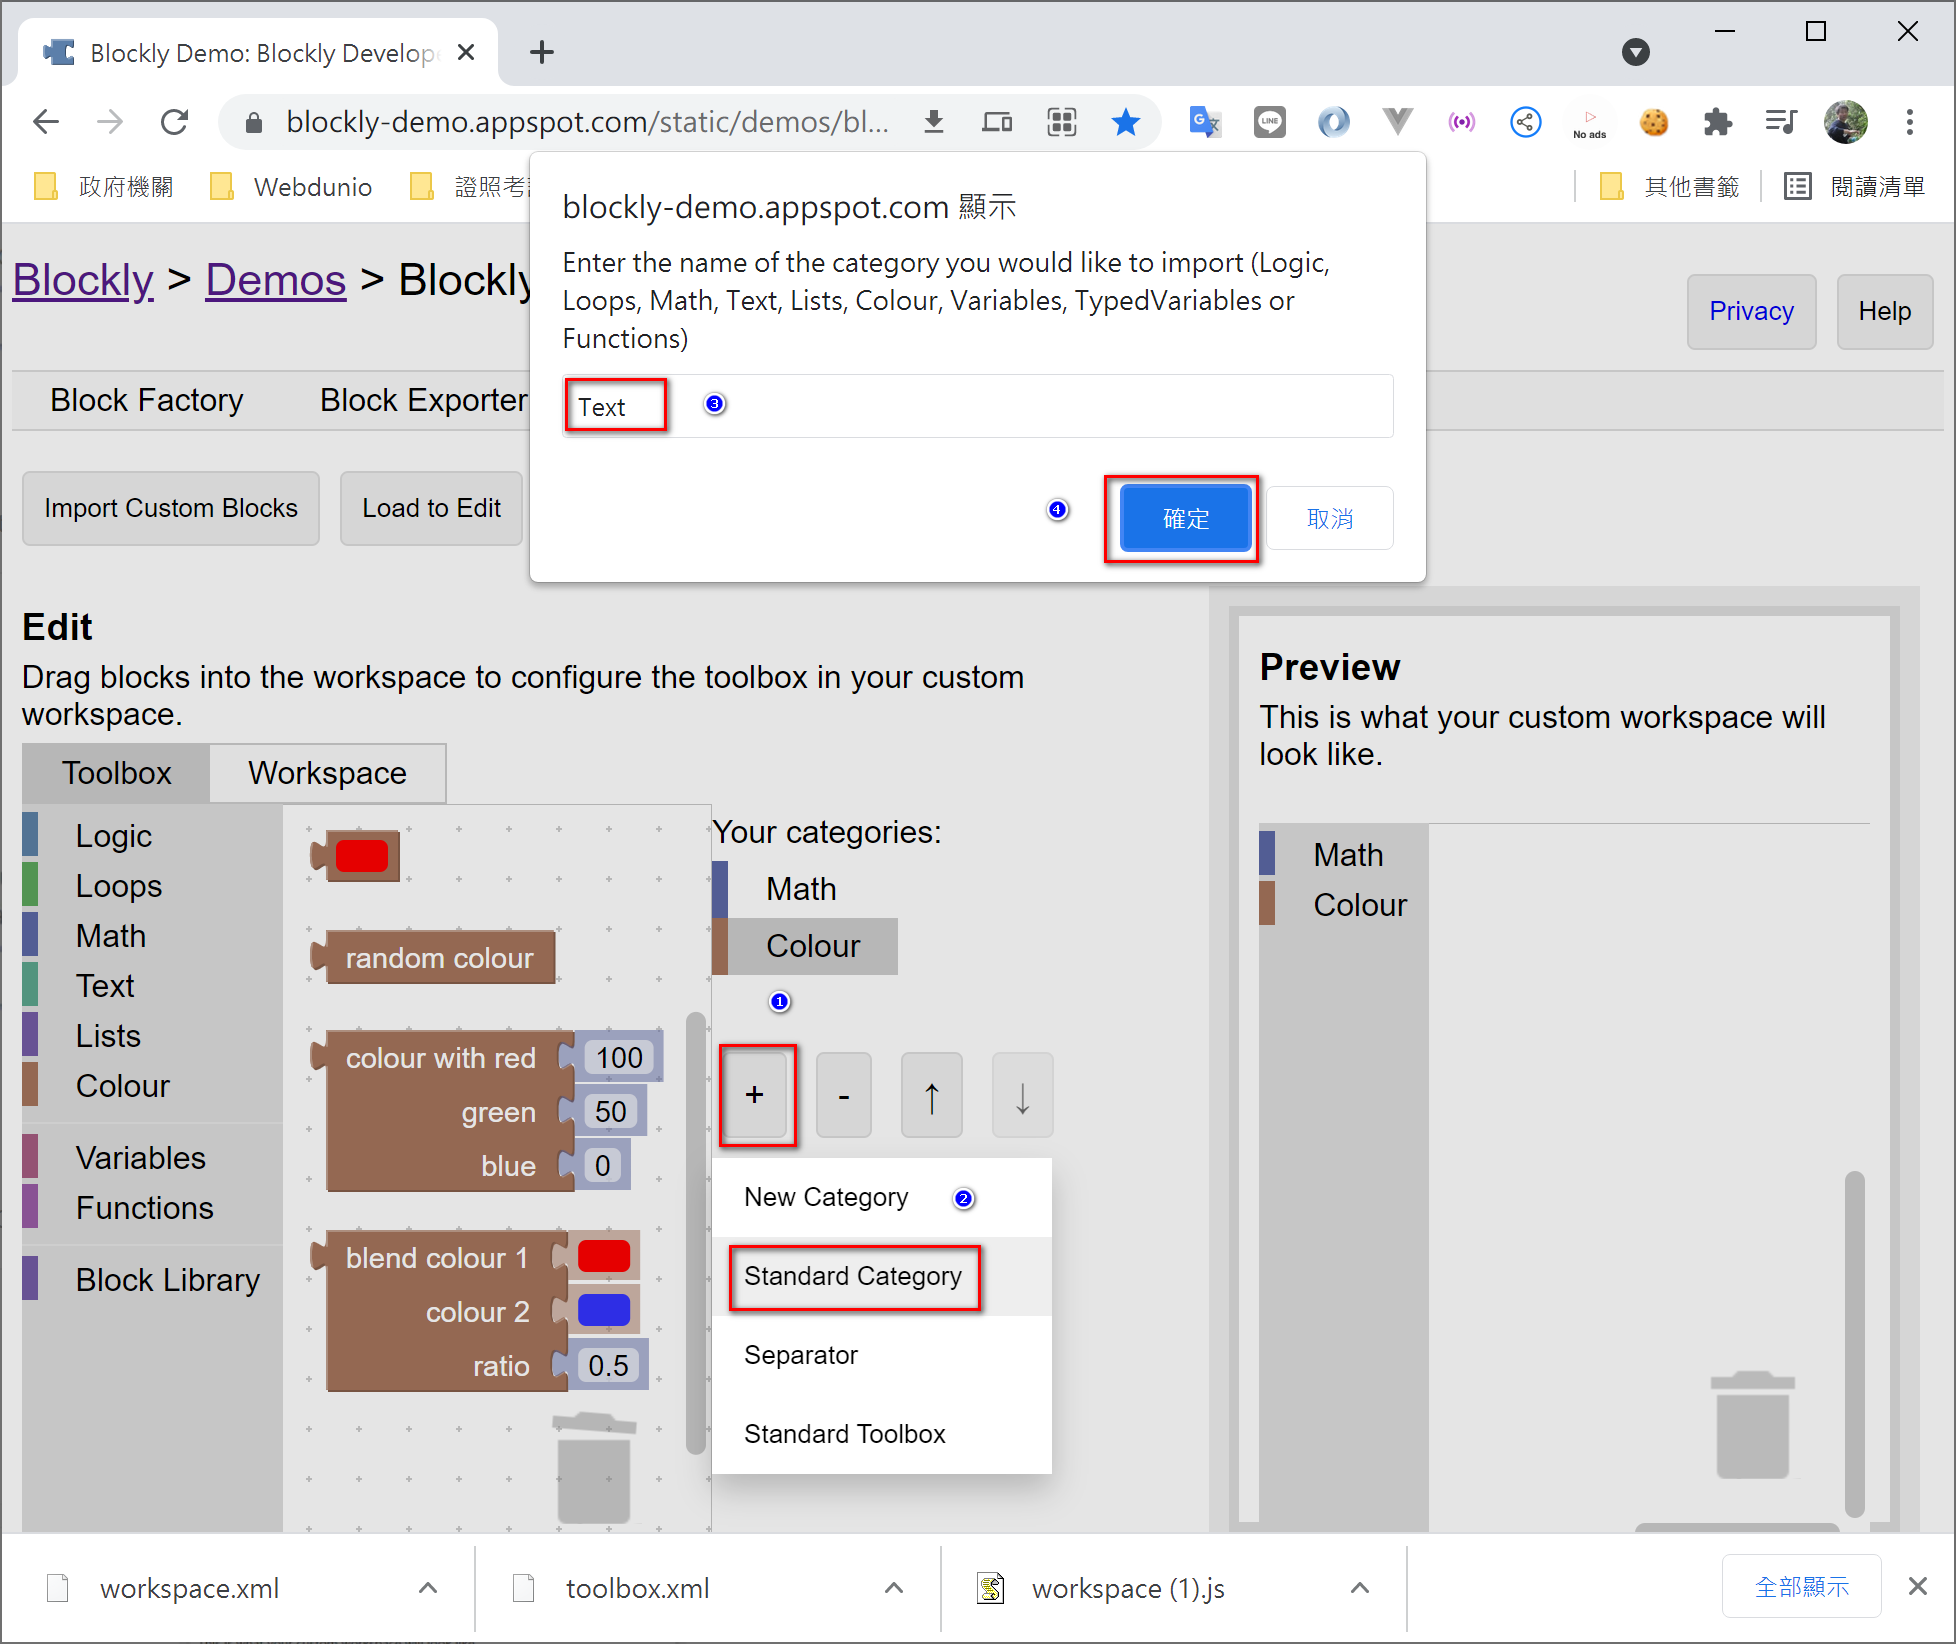 Blockly Demo: Blockly Develope
blockly-demo.appspot.com/static/demos/bl...
LINE
No ads
政府機關
Webdunio
證照考
其他書籤
閱讀清單
blockly-demo.appspot.com 顯示
Enter the name of the category you would like to import (Logic,
Loops, Math, Text, Lists, Colour, Variables, TypedVariables or
Functions)
Text
3
4
確定
取消
Blockly > Demos > Blockly
Privacy
Help
Block Factory
Block Exporter
Import Custom Blocks
Load to Edit
Edit
Drag blocks into the workspace to configure the toolbox in your custom
workspace.
Toolbox
Workspace
Logic
Loops
Math
Text
Lists
Colour
Variables
Functions
Block Library
random colour
colour with red 100
green 50
blue 0
blend colour 1
colour 2
ratio 0.5
Your categories:
Math
Colour
1
+
-
↑
↓
New Category
2
Standard Category
Separator
Standard Toolbox
Preview
This is what your custom workspace will
look like.
Math
Colour
workspace.xml
toolbox.xml
workspace (1).js
全部顯示